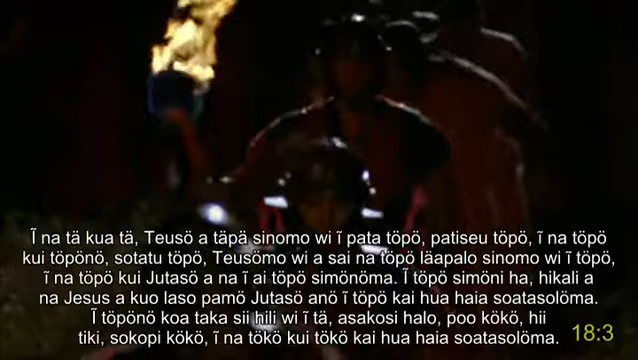 Ĩ na tä kua tä, Teusö a täpä sinomo wi ĩ pata töpö, patiseu töpö, ĩ na töpö
kui töpönö, sotatu töpö, Teusömo wi a sai na töpö läapalo sinomo wi ĩ töpö,
ĩ na töpö kui Jutasö a na ĩ ai töpö simönöma. Ĩ töpö simöni ha, hikali a
na Jesus a kuo laso pamö Jutasö anö ĩ töpö kai hua haia soatasolöma.
Ĩ töpönö koa taka sii hili wi ĩ tä, asakosi halo, poo kökö, hii
tiki, sokopi kökö, ĩ na tökö kui tökö kai hua haia soatasolöma.
18:3